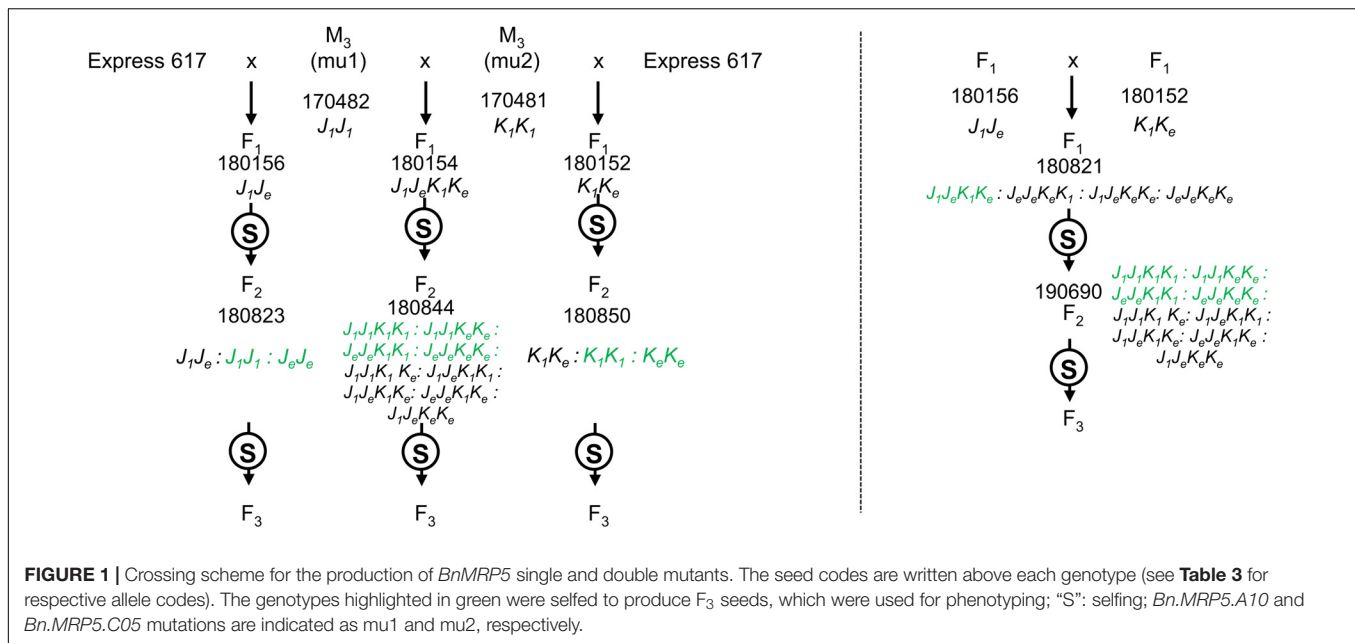 Express 617 x M3 (mu1) x M3 (mu2) x Express 617
170482 170481
J1J1 K1K1
F1 F1 F1
180156 180154 180152
J1Je J1JeK1Ke K1Ke
S S S
F2 F2 F2
180823 180844 180850
J1Je : J1J1 : JeJe
J1J1K1K1 : J1J1KeKe :
JeJeK1K1 : JeJeKeKe :
J1J1K1 Ke: J1JeK1K1 :
J1JeK1Ke: JeJeK1Ke :
J1JeKeKe
K1Ke : K1K1 : KeKe
S S S
F3 F3 F3
F1 x F1
180156 180152
J1Je K1Ke
F1
180821
J1JeK1Ke : JeJeKeK1 : J1JeKeKe: JeJeKeKe
S
190690
F2
J1J1K1K1 : J1J1KeKe :
JeJeK1K1 : JeJeKeKe :
J1J1K1 Ke: J1JeK1K1 :
J1JeK1Ke : JeJeK1Ke :
J1JeKeKe
S
F3
FIGURE 1 | Crossing scheme for the production of BnMRP5 single and double mutants. The seed codes are written above each genotype (see Table 3 for
respective allele codes). The genotypes highlighted in green were selfed to produce F3 seeds, which were used for phenotyping; “S”: selfing; Bn.MRP5.A10 and
Bn.MRP5.C05 mutations are indicated as mu1 and mu2, respectively.